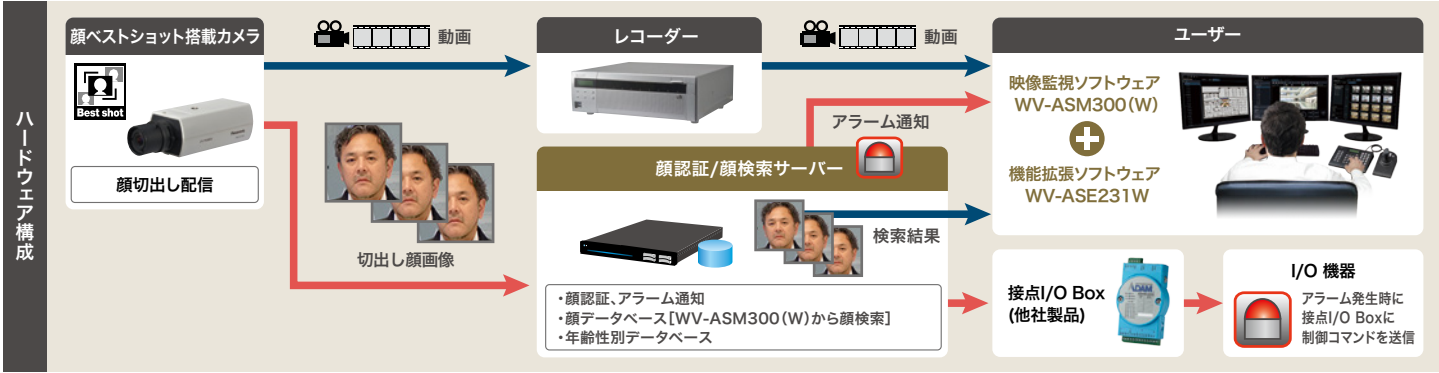 ハードウェア構成
顔ベストショット搭載カメラ
Best shot
Panasonic
顔切出し配信
動画
切出し顔画像
レコーダー
動画
アラーム通知
顔認証/顔検索サーバー
検索結果
・顔認証、アラーム通知
・顔データベース[WV-ASM300（W）から顔検索]
・年齢性別データベース
ユーザー
映像監視ソフトウェア
WV-ASM300（W）
機能拡張ソフトウェア
WV-ASE231W
接点I/O Box
(他社製品)
ADAM
I/O 機器
アラーム発生時に
接点I/O Boxに
制御コマンドを送信